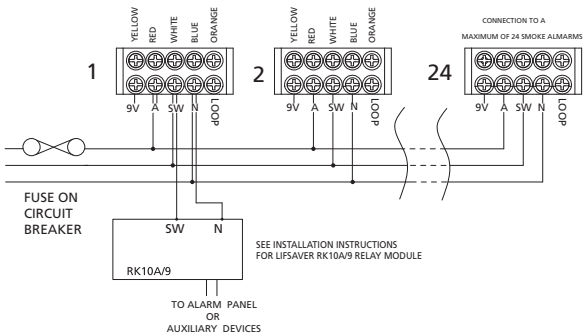 YELLOW
RED
WHITE
BLUE
ORANGE
YELLOW
RED
WHITE
BLUE
ORANGE
CONNECTION TO A
MAXIMUM OF 24 SMOKE ALMARMS
1
2
24
9V A SW N LOOP
9V A SW N LOOP
9V A SW N LOOP
FUSE ON
CIRCUIT
BREAKER
SW N
RK10A/9
SEE INSTALLATION INSTRUCTIONS
FOR LIFSAVER RK10A/9 RELAY MODULE
TO ALARM PANEL
OR
AUXILIARY DEVICES